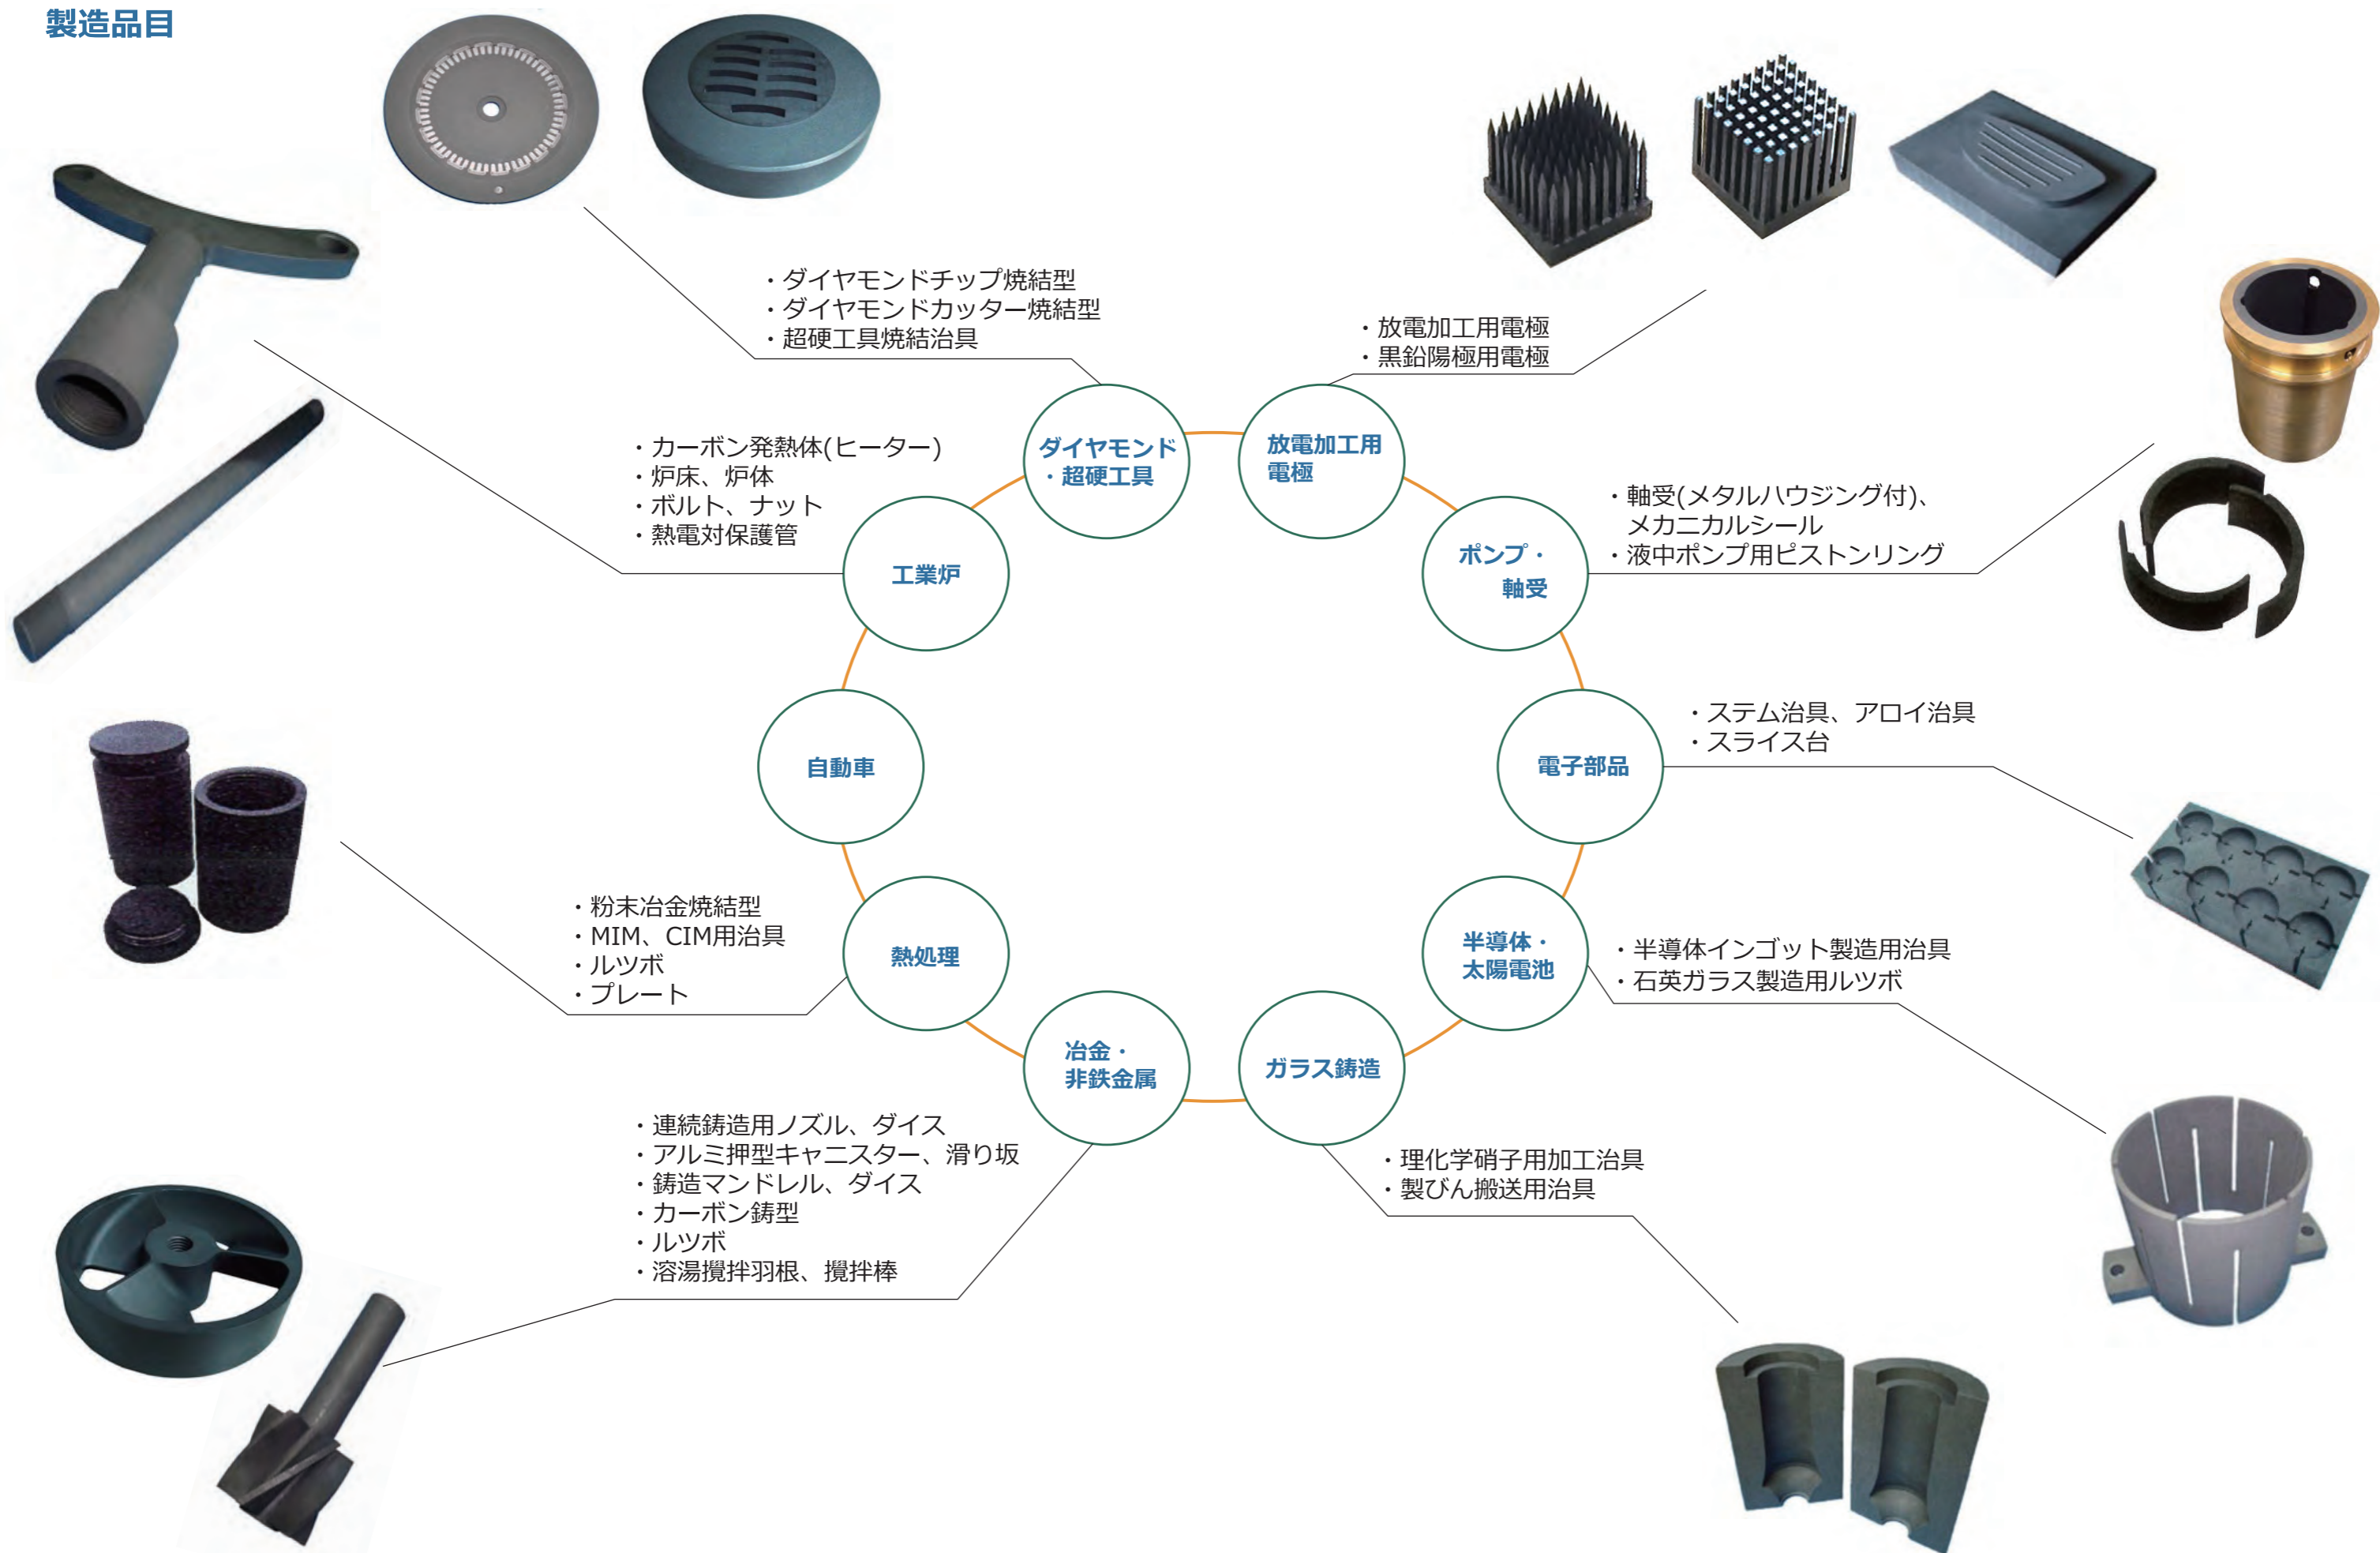 製造品目
・ダイヤモンドチップ焼結型
・ダイヤモンドカッター焼結型
・超硬工具焼結治具
・放電加工用電極
・黒鉛陽極用電極
ダイヤモンド
・超硬工具
放電加工用
電極
・カーボン発熱体(ヒーター)
・炉床、炉体
・ボルト、ナット
・熱電対保護管
工業炉
ポンプ・
軸受
・軸受(メタルハウジング付)、
メカニカルシール
・液中ポンプ用ピストンリング
自動車
電子部品
・ステム治具、アロイ治具
・スライス台
・粉末冶金焼結型
・MIM、CIM用治具
・ルツボ
・プレート
熱処理
半導体・
太陽電池
・半導体インゴット製造用治具
・石英ガラス製造用ルツボ
冶金・
非鉄金属
ガラス鋳造
・連続鋳造用ノズル、ダイス
・アルミ押型キャニスター、滑り坂
・鋳造マンドレル、ダイス
・カーボン鋳型
・ルツボ
・溶湯攪拌羽根、攪拌棒
・理化学硝子用加工治具
・製びん搬送用治具